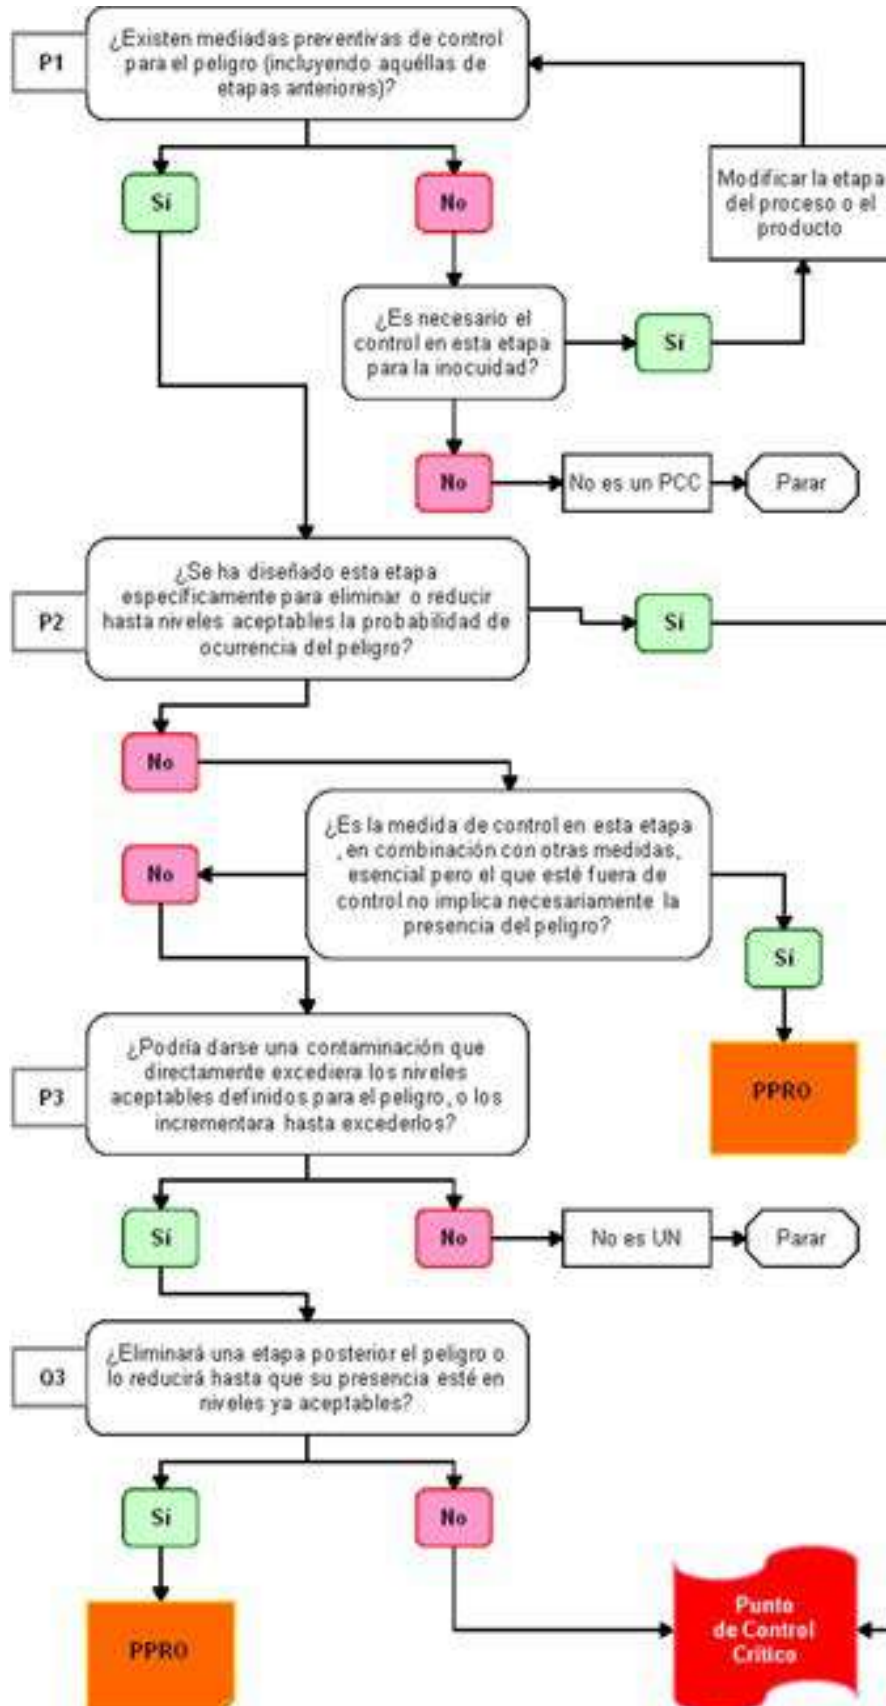 P1
¿Existen mediadas preventivas de control
para el peligro (incluyendo aquéllas de
etapas anteriores)?
Sí
No
Modificar la etapa
del proceso o el
producto
¿Es necesario el
control en esta etapa
para la inocuidad?
Sí
No
No es un PCC
Parar
P2
¿Se ha diseñado esta etapa
específicamente para eliminar o reducir
hasta niveles aceptables la probabilidad de
ocurrencia del peligro?
Sí
No
¿Es la medida de control en esta etapa
, en combinación con otras medidas,
esencial pero el que esté fuera de
control no implica necesariamente la
presencia del peligro?
No
Sí
PPRO
P3
¿Podría darse una contaminación que
directamente excediera los niveles
aceptables definidos para el peligro, o los
incrementara hasta excederlos?
Sí
No
No es UN
Parar
03
¿Eliminará una etapa posterior el peligro o
lo reducirá hasta que su presencia esté en
niveles ya aceptables?
Sí
No
PPRO
Punto
de Control
Crítico